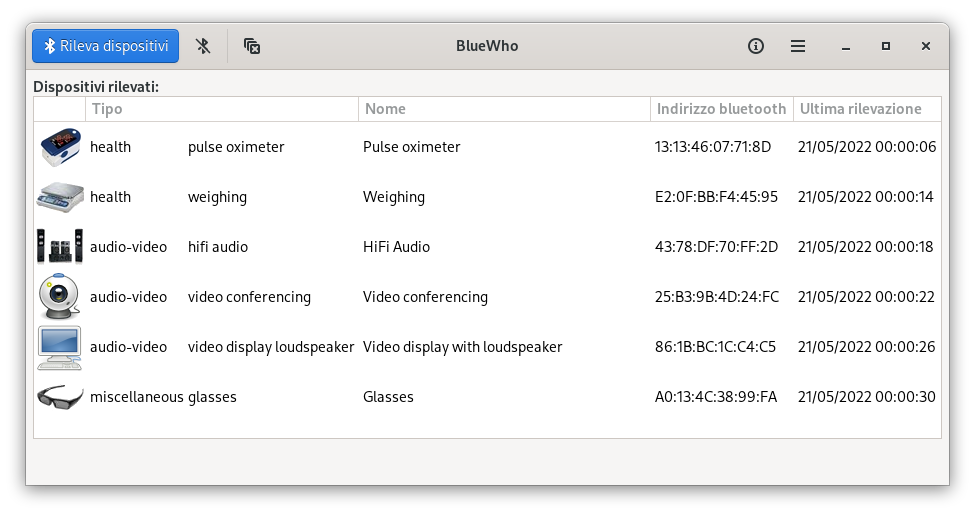 Rileva dispositivi BlueWho
Dispositivi rilevati:
Tipo Nome Indirizzo bluetooth Ultima rilevazione
health pulse oximeter Pulse oximeter 13:13:46:07:71:8D 21/05/2022 00:00:06
health weighing Weighing E2:0F:BB:F4:45:95 21/05/2022 00:00:14
audio-video hifi audio HiFi Audio 43:78:DF:70:FF:2D 21/05/2022 00:00:18
audio-video video conferencing Video conferencing 25:B3:9B:4D:24:FC 21/05/2022 00:00:22
audio-video video display loudspeaker Video display with loudspeaker 86:1B:BC:1C:C4:C5 21/05/2022 00:00:26
miscellaneous glasses Glasses A0:13:4C:38:99:FA 21/05/2022 00:00:30